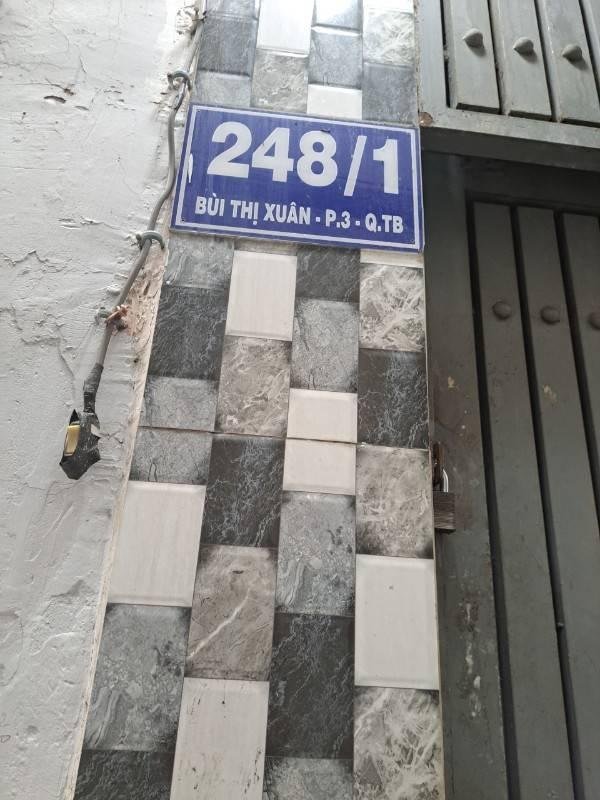 248/1
BÙI THỊ XUÂN - P.3 - Q.TB